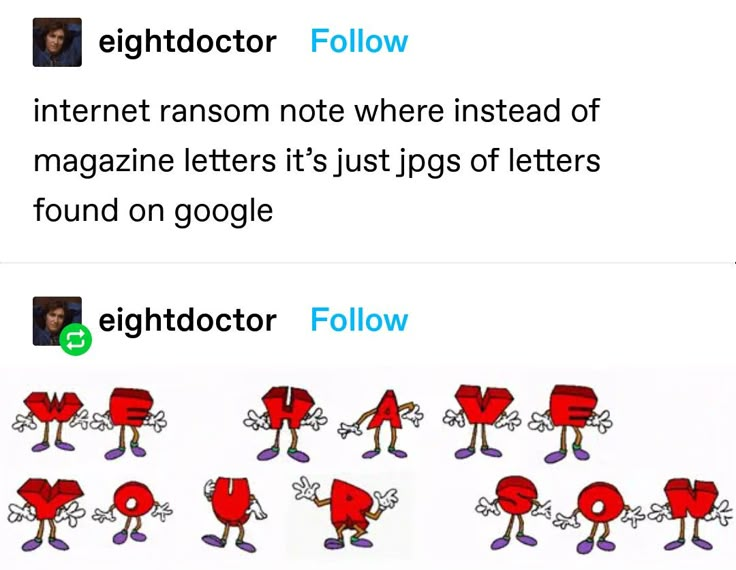 eightdoctor Follow
internet ransom note where instead of
magazine letters it's just jpgs of letters
found on google
eightdoctor Follow
WE HAVE
YOUR SON